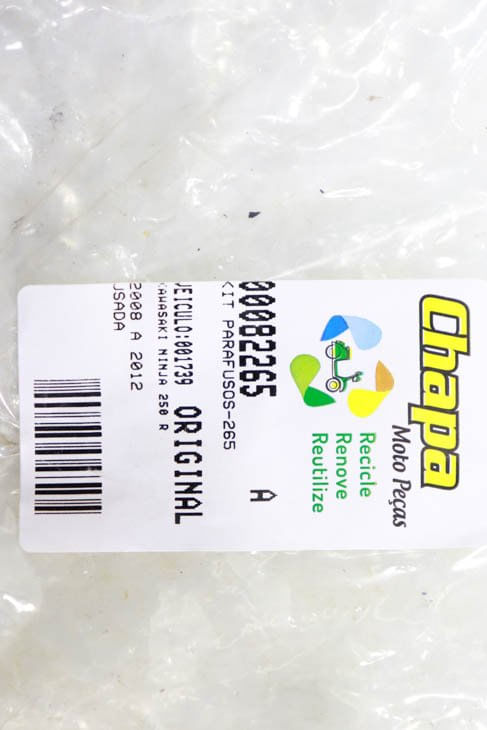 Chapa
Moto Peças
Recicle
Renove
Reutilize
00082265 A
KIT PARAFUSOS-265
VEICULO:001739 ORIGINAL
KAWASAKI NINJA 250 R
2008 A 2012
USADA